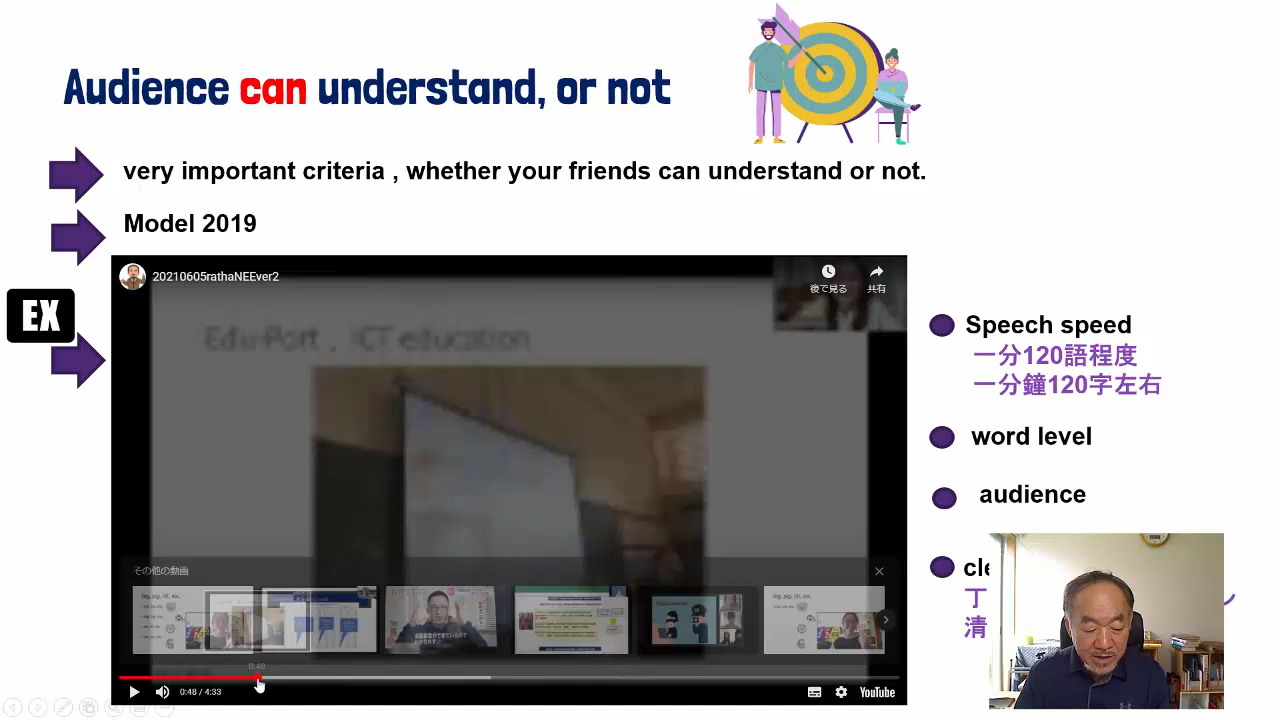 Audience can understand, or not
very important criteria , whether your friends can understand or not.
Model 2019
EX
20210605rathaNEEver2
後で見る
共有
Edu-Port , ICT education
その他の動画
0:48
0:48 / 4:33
YouTube
Speech speed
一分120語程度
一分鐘120字左右
word level
audience
cle
丁
清